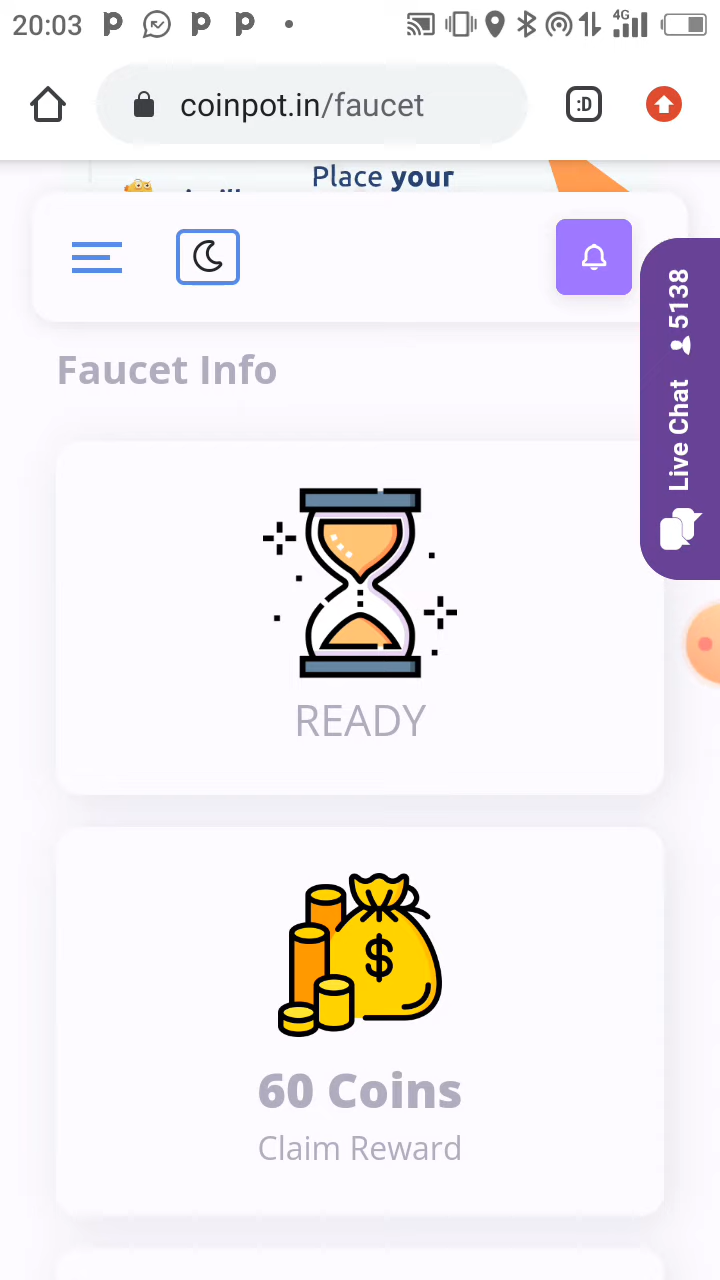 20:03
4G
coinpot.in/faucet
:D
Place your
Faucet Info
Live Chat 5138
READY
$
60 Coins
Claim Reward